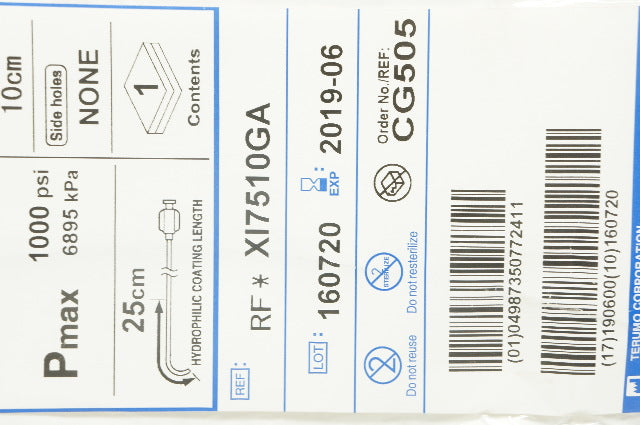 10cm
Side holes
NONE
1
Contents
Pmax
1000 psi
6895 kPa
25cm
HYDROPHILIC COATING LENGTH
REF:
RF * XI7510GA
LOT:
160720
EXP:
2019-06
2
Do not reuse
2
STERILIZE
Do not resterilize
Order No./REF:
CG505
(01)04987350772411
(17)190600(10)160720
TERUMO CORPORATION